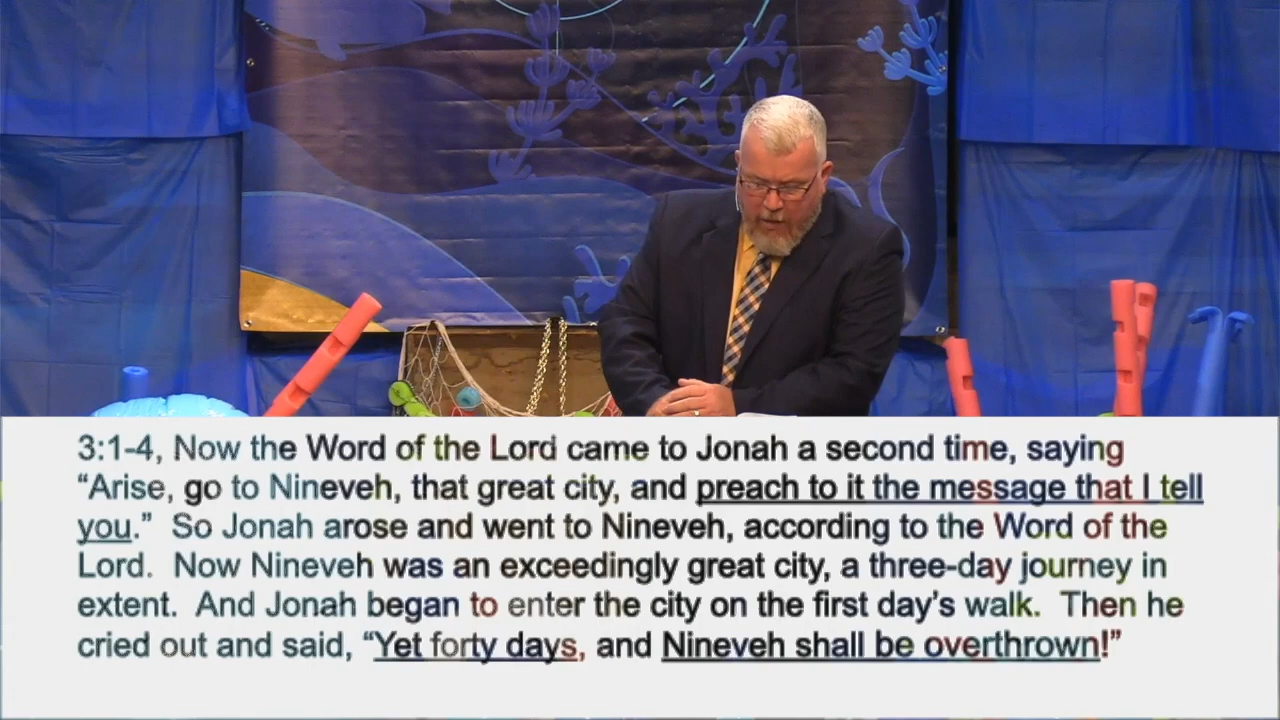 3:1-4, Now the Word of the Lord came to Jonah a second time, saying
“Arise, go to Nineveh, that great city, and preach to it the message that I tell
you.” So Jonah arose and went to Nineveh, according to the Word of the
Lord. Now Nineveh was an exceedingly great city, a three-day journey in
extent. And Jonah began to enter the city on the first day’s walk. Then he
cried out and said, “Yet forty days, and Nineveh shall be overthrown!”